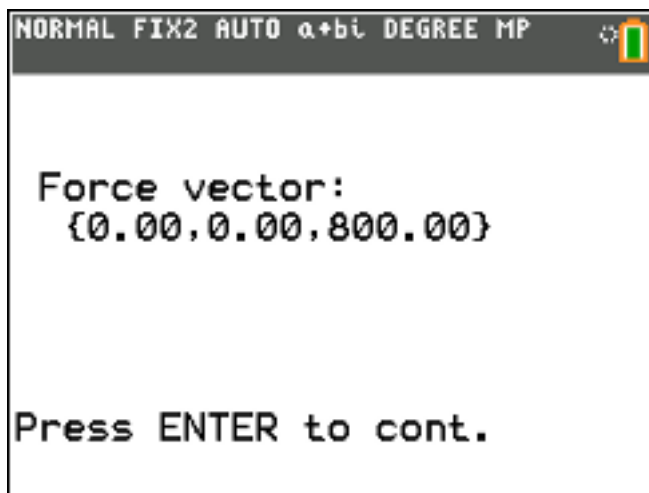 NORMAL FIX2 AUTO a+bi DEGREE MP
Force vector:
{0.00,0.00,800.00}
Press ENTER to cont.